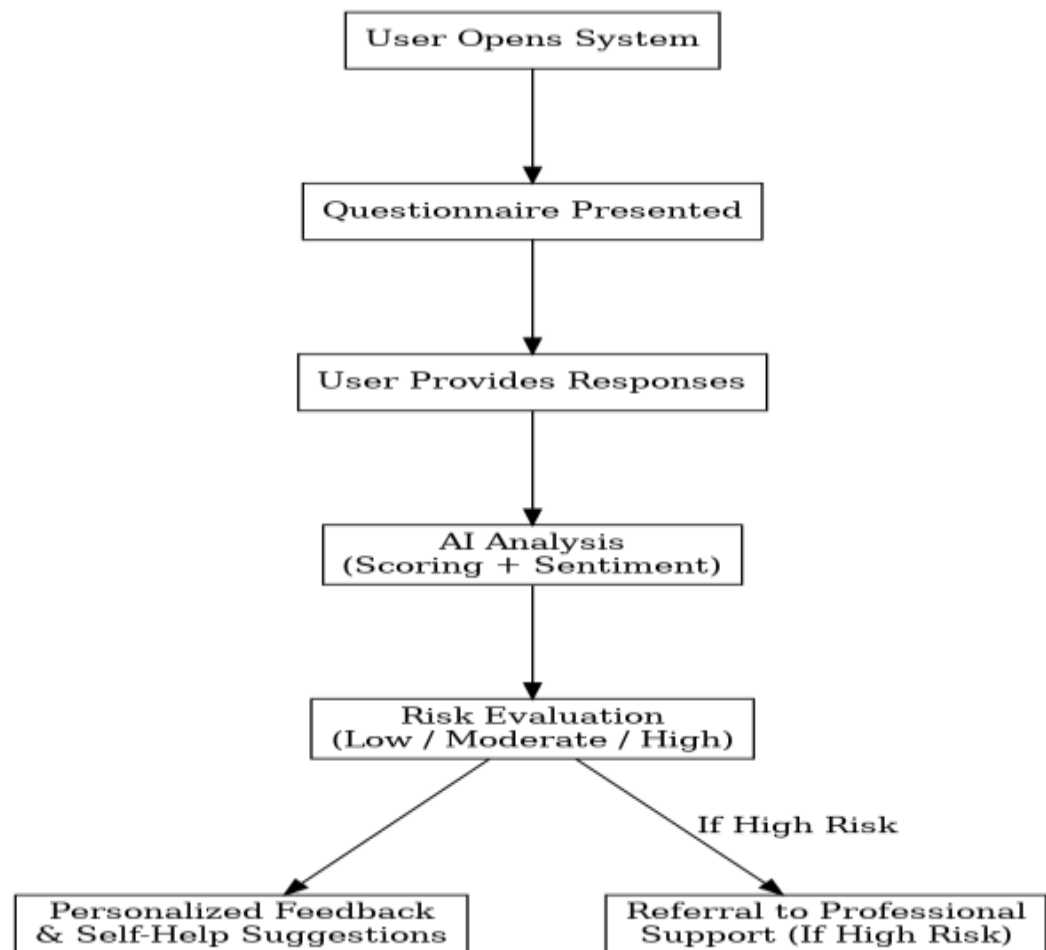 User Opens System
Questionnaire Presented
User Provides Responses
AI Analysis
(Scoring + Sentiment)
Risk Evaluation
(Low / Moderate / High)
If High Risk
Personalized Feedback
& Self-Help Suggestions
Referral to Professional
Support (If High Risk)